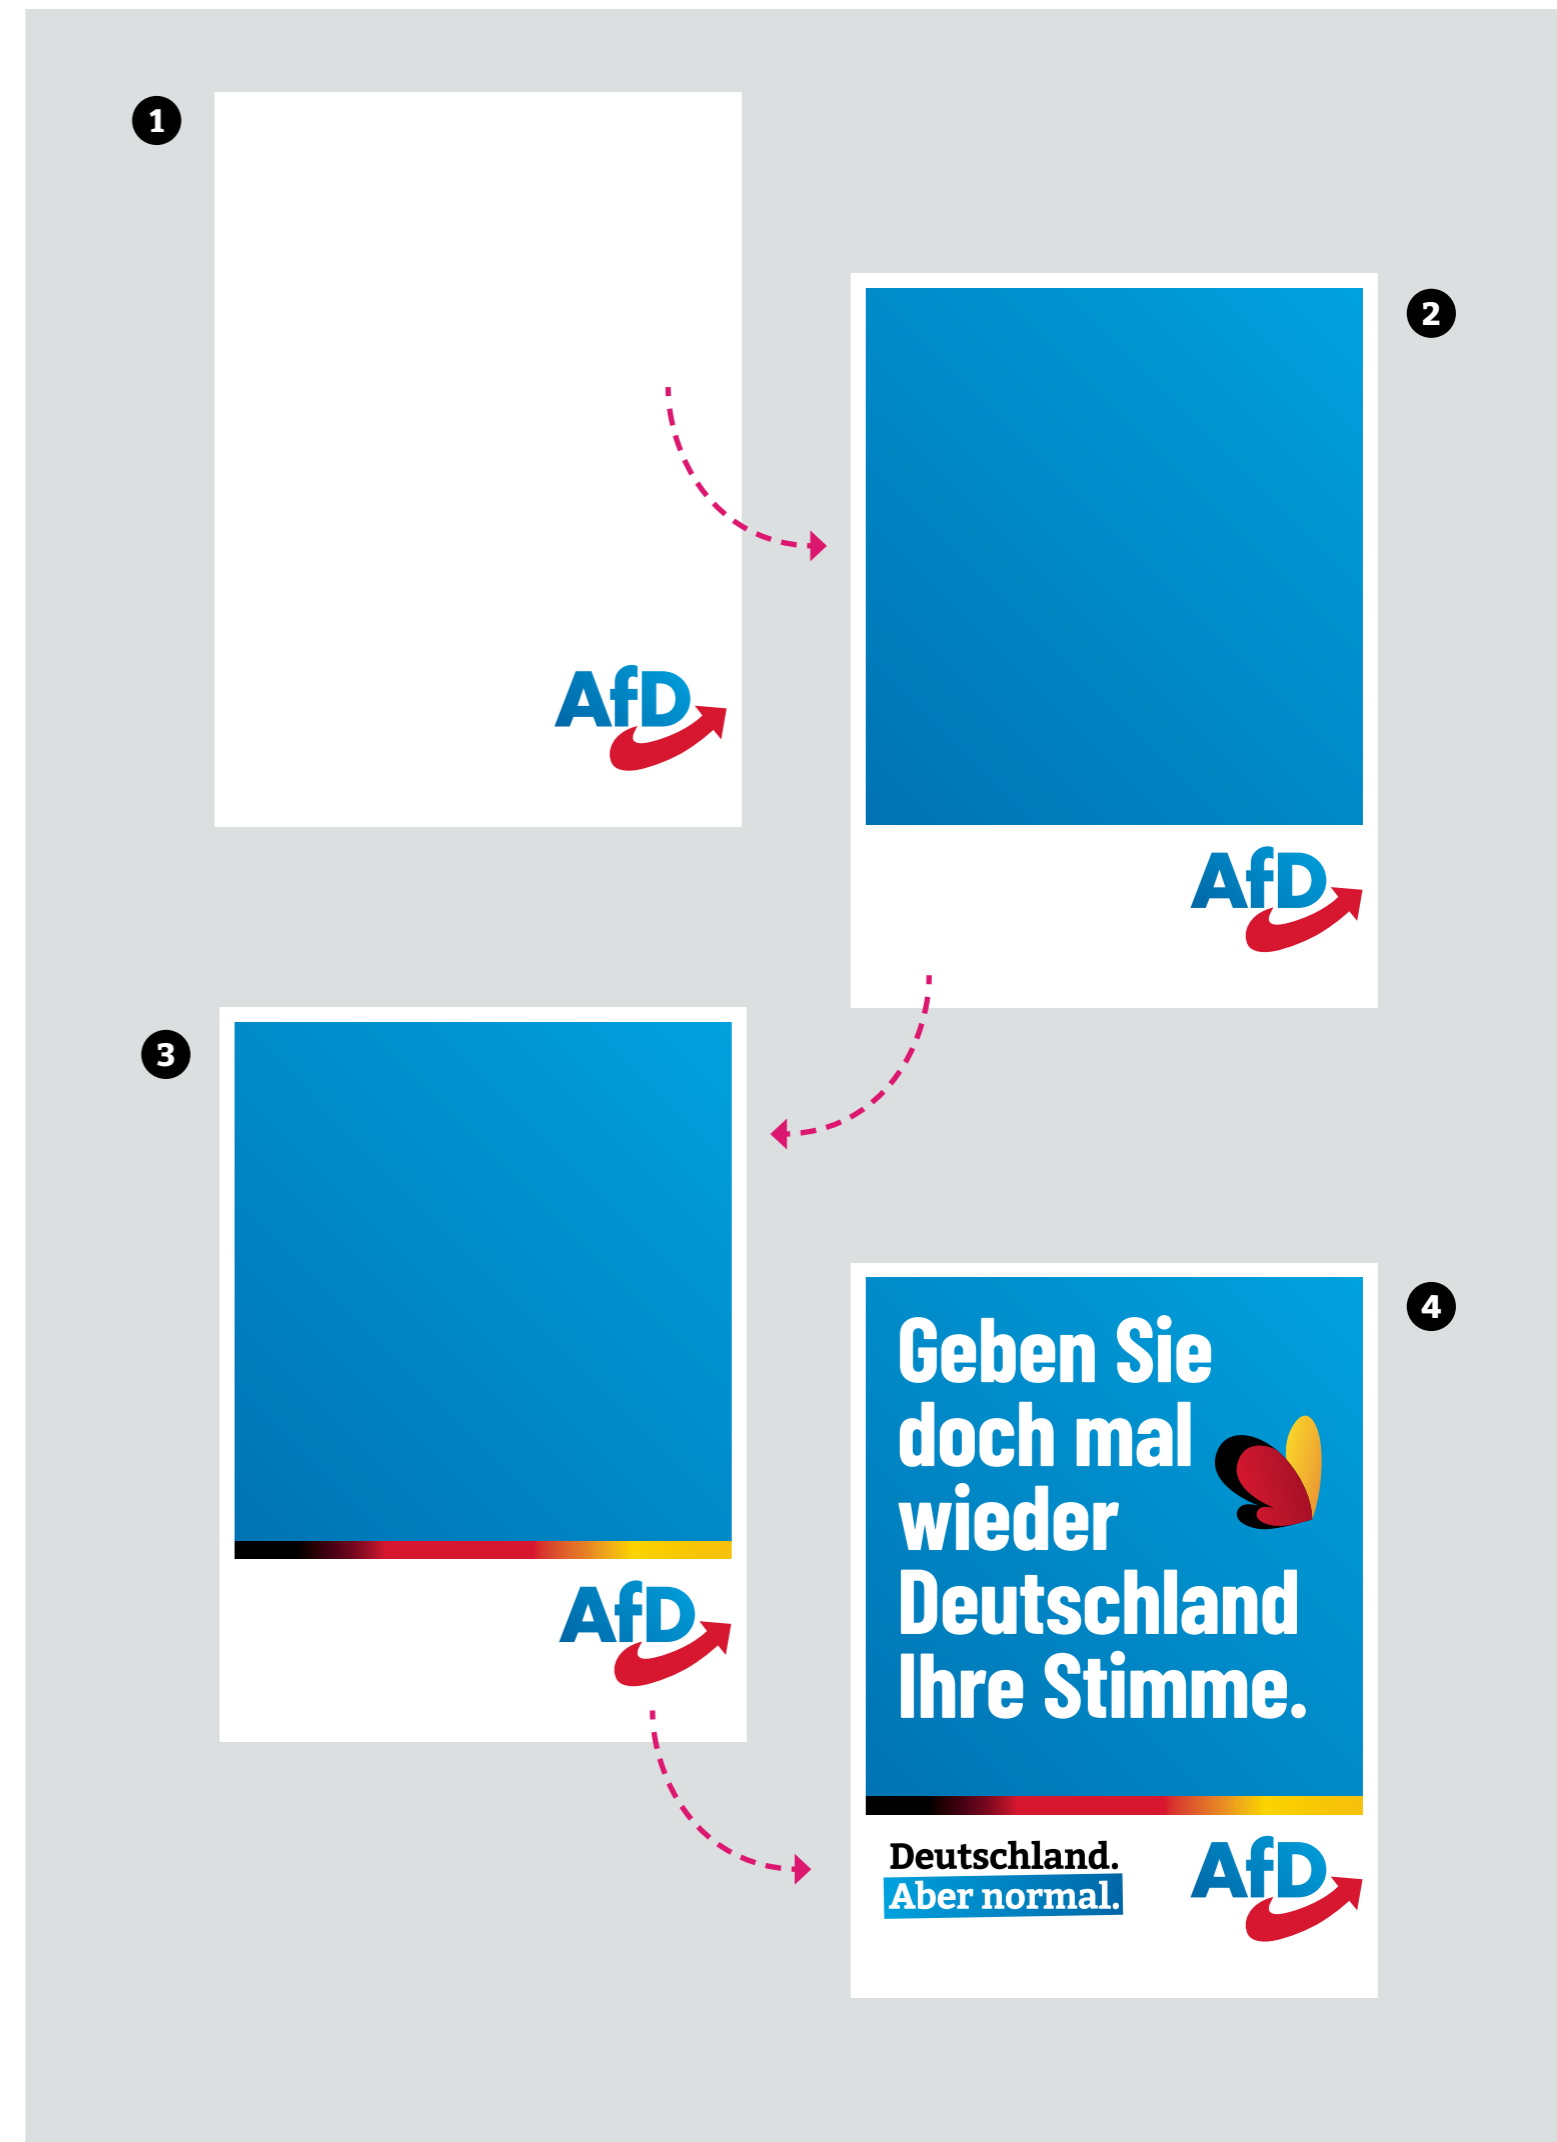 1
AfD
2
AfD
3
AfD
4
Geben Sie
doch mal
wieder
Deutschland
Ihre Stimme.
Deutschland.
Aber normal.
AfD